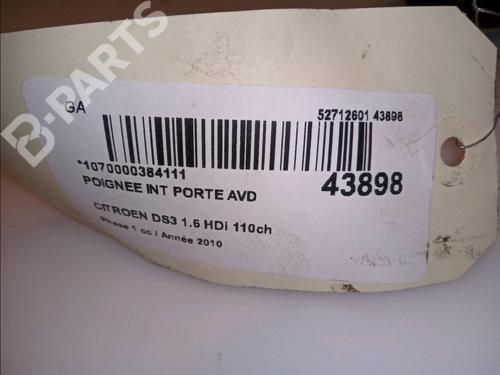 B-PARTS
GA
52712601 43898
*1070000384111
43898
POIGNEE INT PORTE AVD
CITROEN DS3 1.6 HDi 110ch
Phase 1 cc / Année 2010